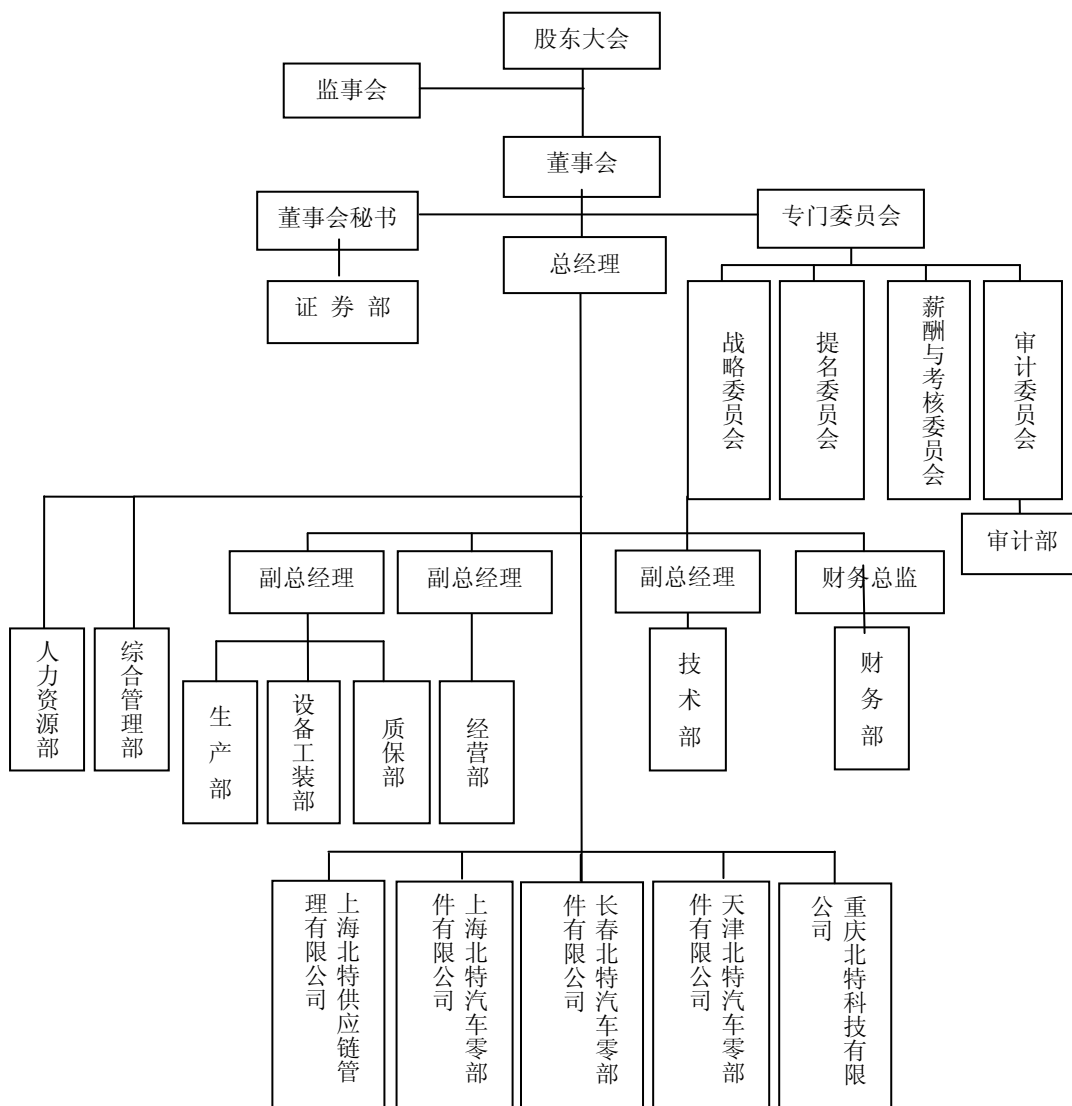 股东大会
监事会
董事会
董事会秘书
专门委员会
总经理
证 券 部
战略委员会
提名委员会
薪酬与考核委员会
审计委员会
审计部
副总经理
副总经理
副总经理
财务总监
人力资源部
综合管理部
生产部
设备工装部
质保部
经营部
技术部
财务部
上海北特供应链管
理有限公司
上海北特汽车零部
件有限公司
长春北特汽车零部
件有限公司
天津北特汽车零部
件有限公司
重庆北特科技有限
公司